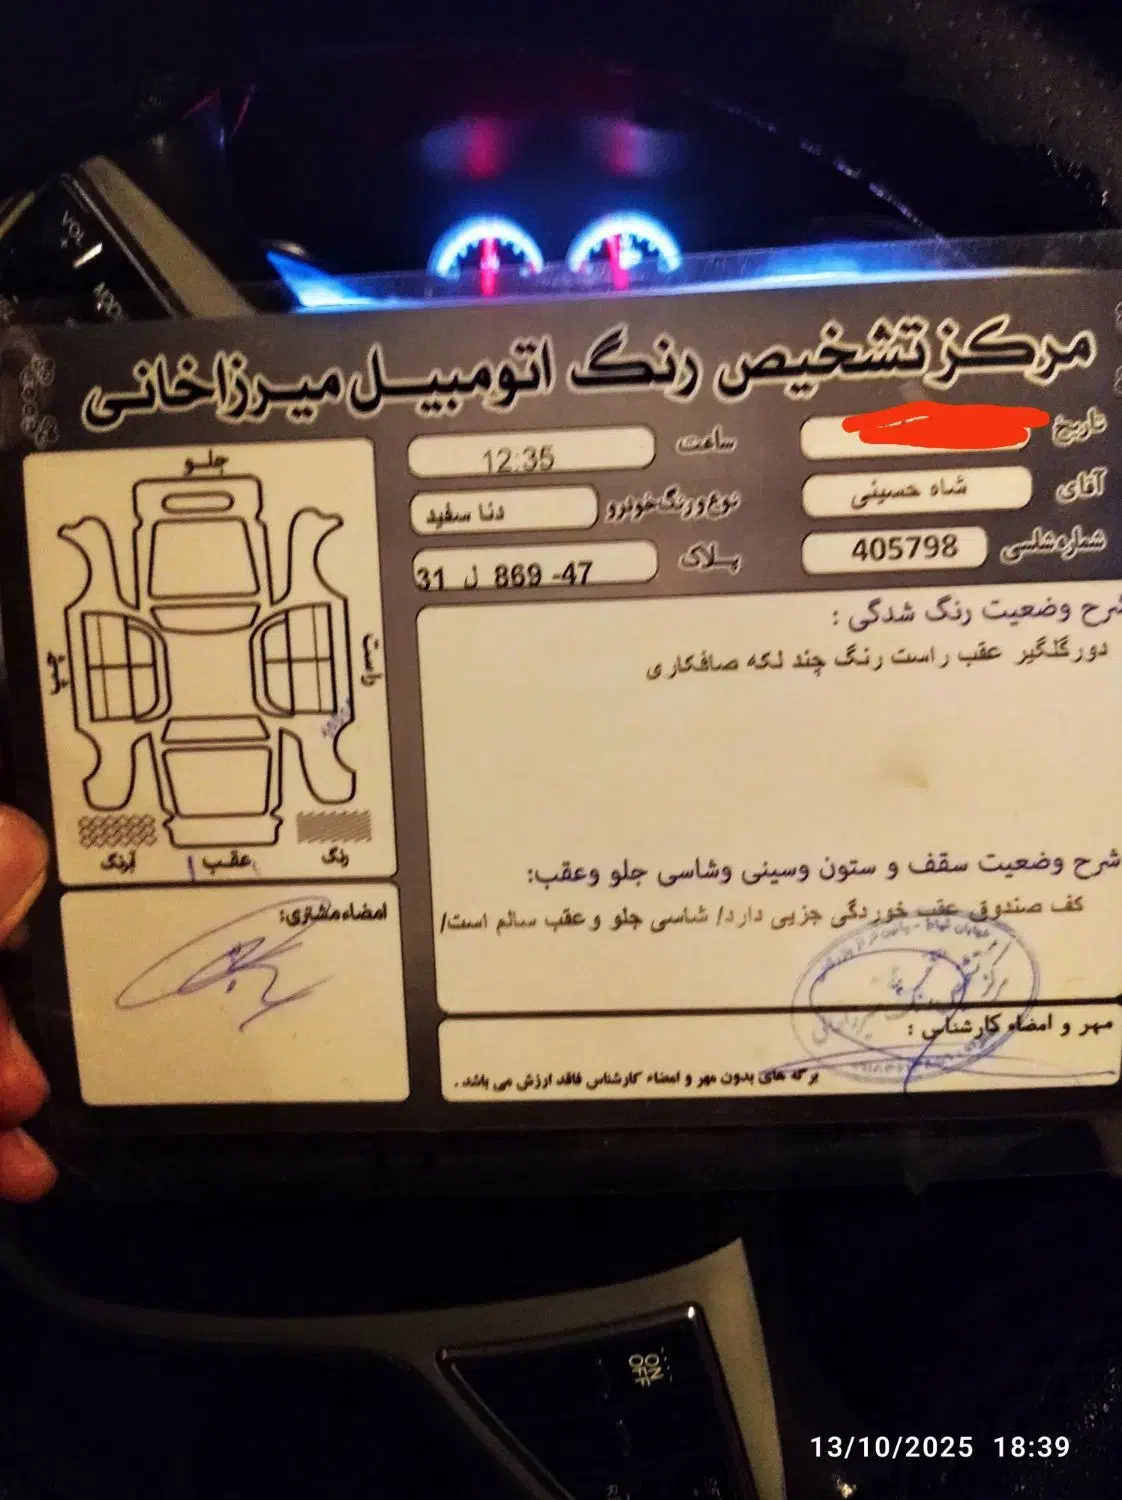 VOL
+
مرکز تشخیص رنگ اتومبیل میرزاخانی
تاریخ
ساعت 12:35
آقای شاه حسینی
نوع و رنگ خودرو دنا سفید
شماره شاسی 405798
پلاک 31 ل 869 -47
جلو
چپ
راست
عقب
رنگ
شرح وضعیت رنگ شدگی :
دورگلگیر عقب راست رنگ چند لکه صافکاری
شرح وضعیت سقف و ستون وسینی وشاسی جلو وعقب:
کف صندوق عقب خوردگی جزیی دارد/ شاسی جلو و عقب سالم است/
امضاء مشتری:
مهر و امضاء کارشناس :
برگه های بدون مهر و امضاء کارشناس فاقد ارزش می باشد .
ON
OFF
13/10/2025 18:39